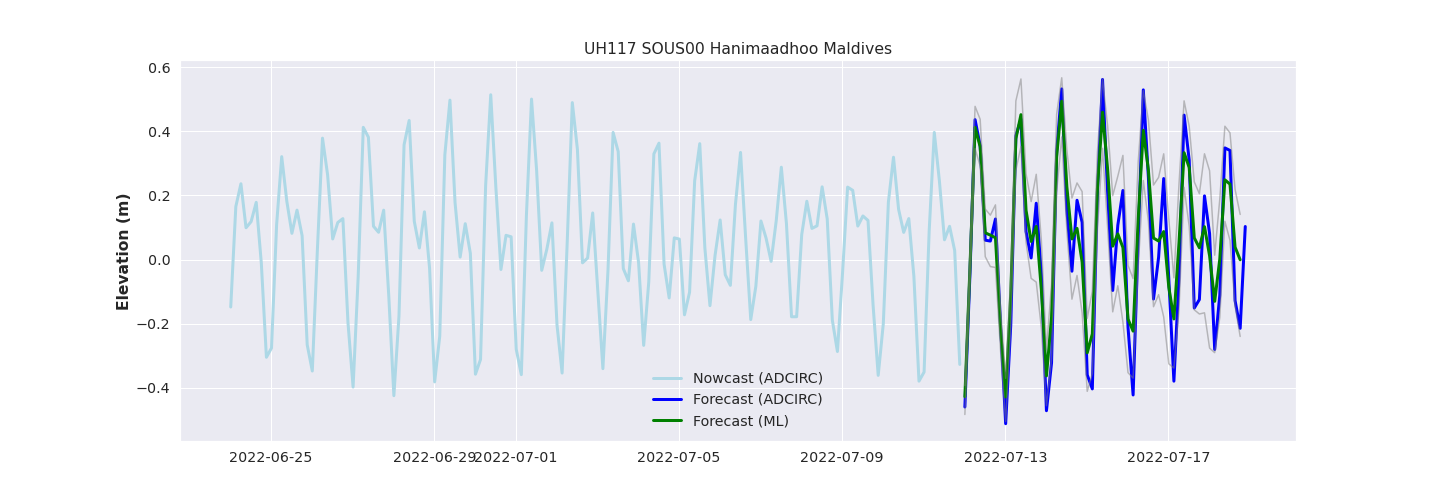 UH117 SOUS00 Hanimaadhoo Maldives
Elevation (m)
0.6
0.4
0.2
0.0
−0.2
−0.4
Nowcast (ADCIRC)
Forecast (ADCIRC)
Forecast (ML)
2022-06-25 2022-06-29 2022-07-01 2022-07-05 2022-07-09 2022-07-13 2022-07-17